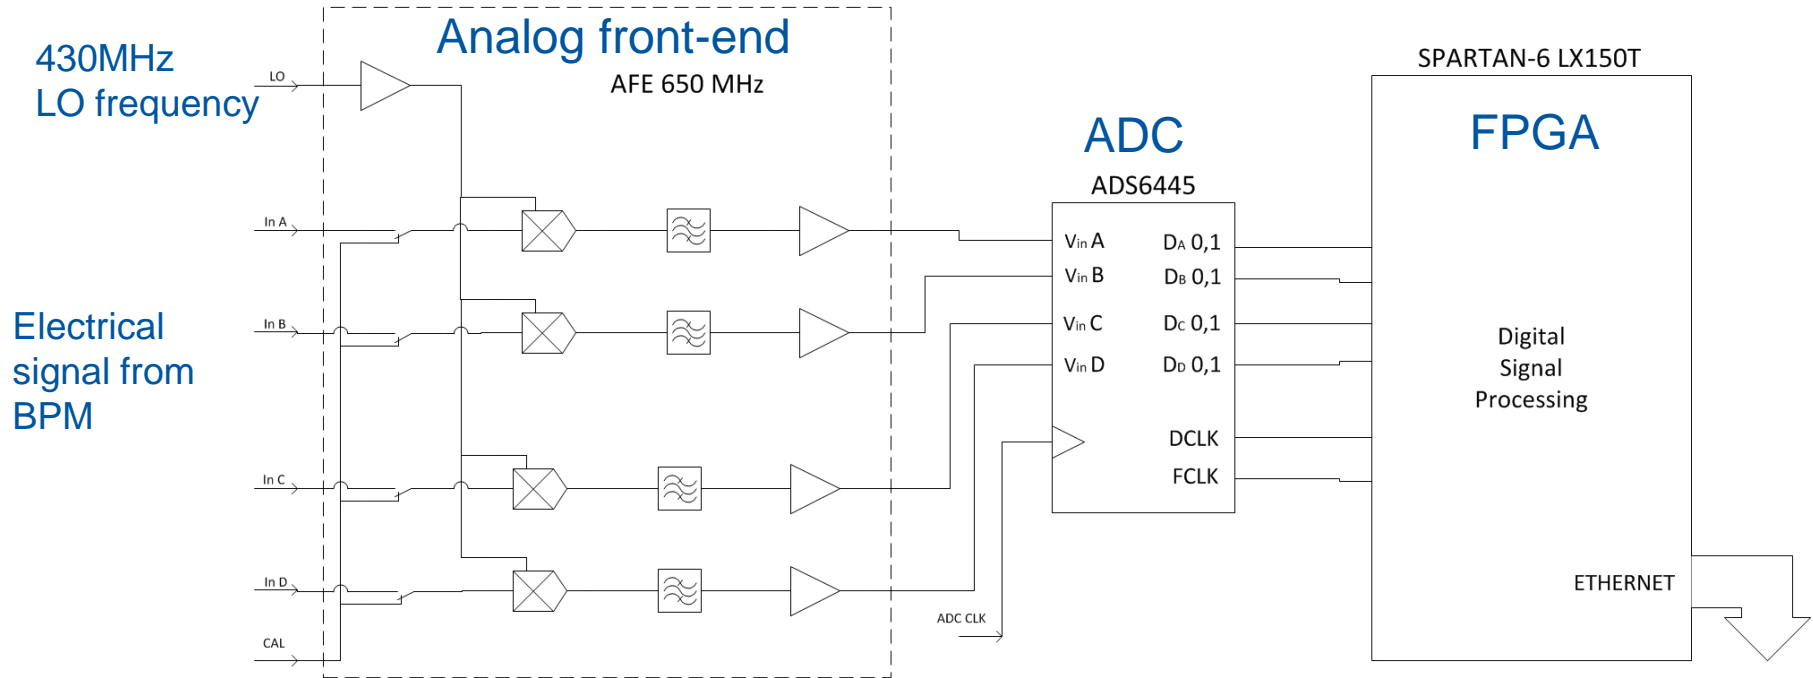 Analog front-end
AFE 650 MHz
430MHz
LO frequency
LO
In A
In B
Electrical
signal from
BPM
In C
In D
CAL
ADC
ADS6445
Vin A
Vin B
Vin C
Vin D
DA 0,1
DB 0,1
DC 0,1
DD 0,1
DCLK
FCLK
ADC CLK
SPARTAN-6 LX150T
FPGA
Digital
Signal
Processing
ETHERNET